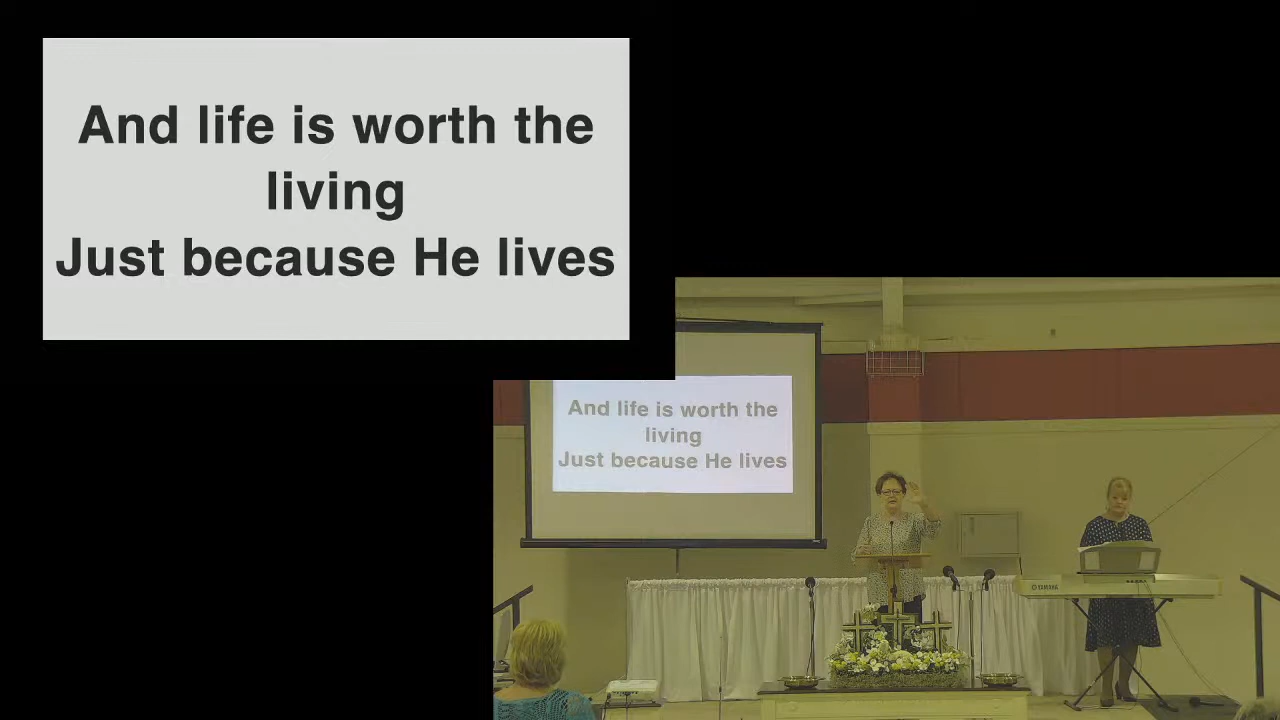 And life is worth the
living
Just because He lives
And life is worth the
living
Just because He lives
YAMAHA